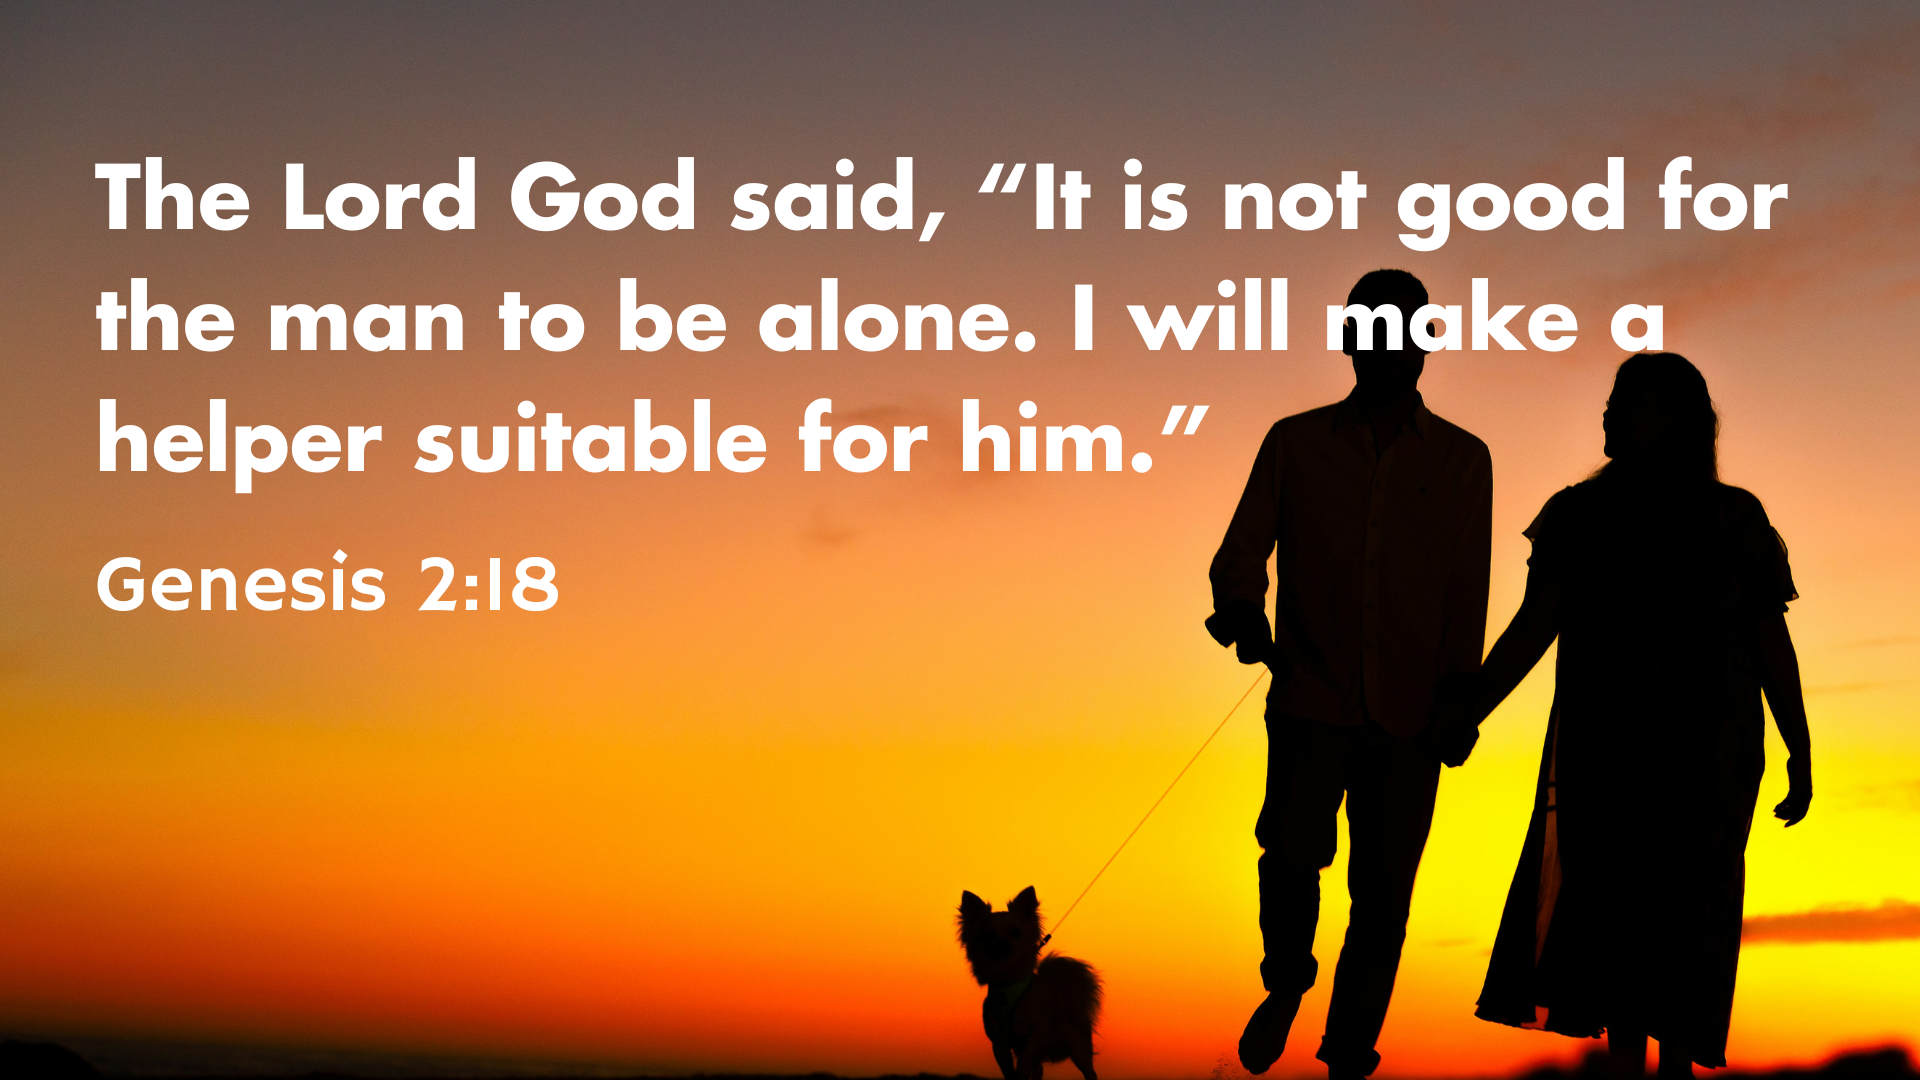 The Lord God said, “It is not good for
the man to be alone. I will make a
helper suitable for him.”
Genesis 2:18